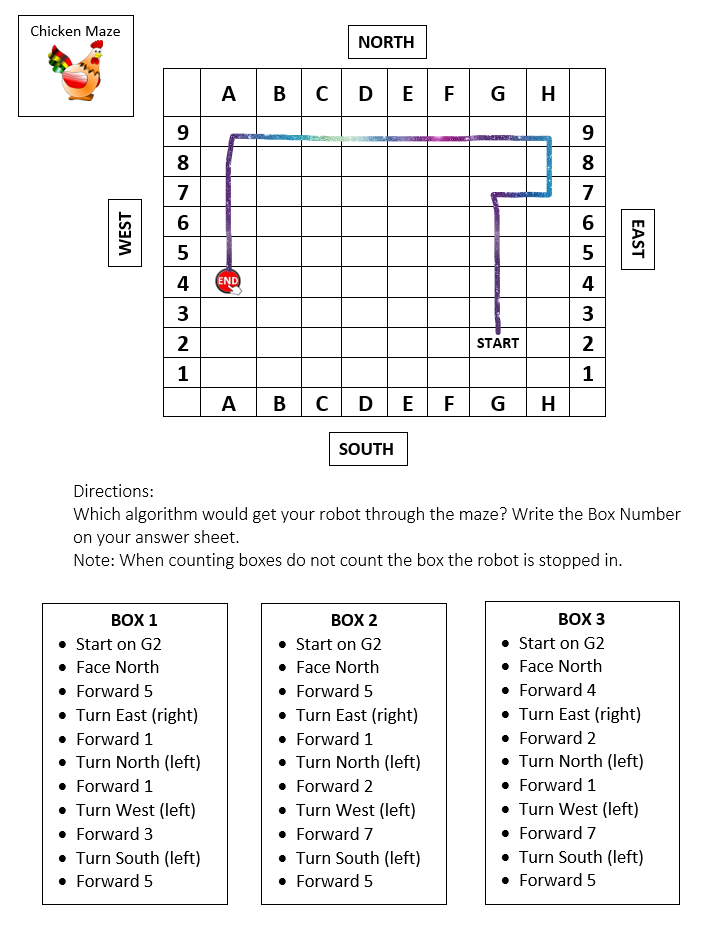 Chicken Maze
NORTH
A B C D E F G H
9 9
8 8
7 7
WEST
6 6
EAST
5 5
4 END 4
3 3
2 START 2
1 1
A B C D E F G H
SOUTH
Directions:
Which algorithm would get your robot through the maze? Write the Box Number
on your answer sheet.
Note: When counting boxes do not count the box the robot is stopped in.
BOX 1
• Start on G2
• Face North
• Forward 5
• Turn East (right)
• Forward 1
• Turn North (left)
• Forward 1
• Turn West (left)
• Forward 3
• Turn South (left)
• Forward 5
BOX 2
• Start on G2
• Face North
• Forward 5
• Turn East (right)
• Forward 1
• Turn North (left)
• Forward 2
• Turn West (left)
• Forward 7
• Turn South (left)
• Forward 5
BOX 3
• Start on G2
• Face North
• Forward 4
• Turn East (right)
• Forward 2
• Turn North (left)
• Forward 1
• Turn West (left)
• Forward 7
• Turn South (left)
• Forward 5